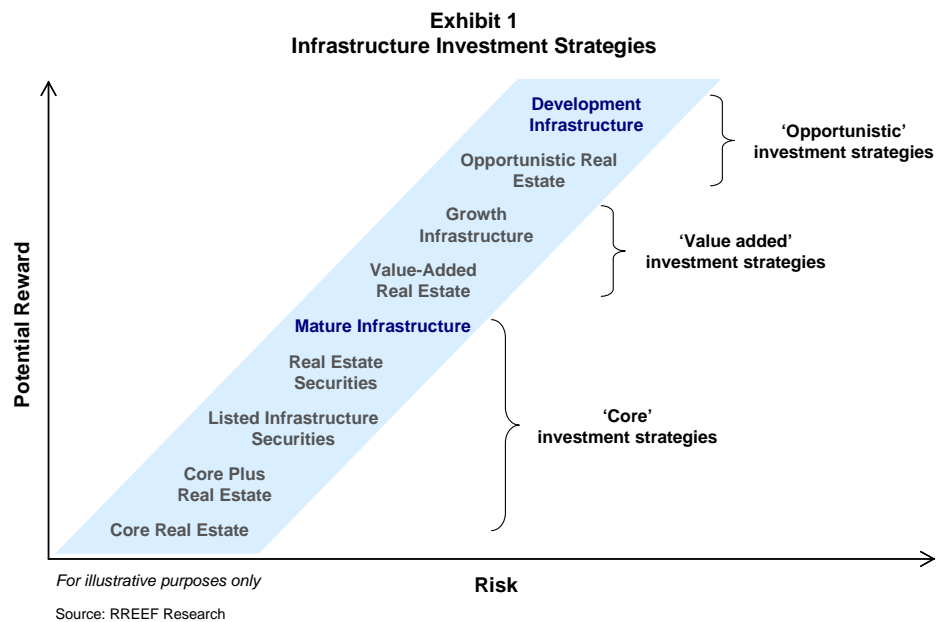 Exhibit 1
Infrastructure Investment Strategies
Potential Reward
Development
Infrastructure
Opportunistic Real
Estate
Growth
Infrastructure
Value-Added
Real Estate
Mature Infrastructure
Real Estate
Securities
Listed Infrastructure
Securities
Core Plus
Real Estate
Core Real Estate
‘Opportunistic’
investment strategies
‘Value added’
investment strategies
‘Core’
investment strategies
For illustrative purposes only
Risk
Source: RREEF Research